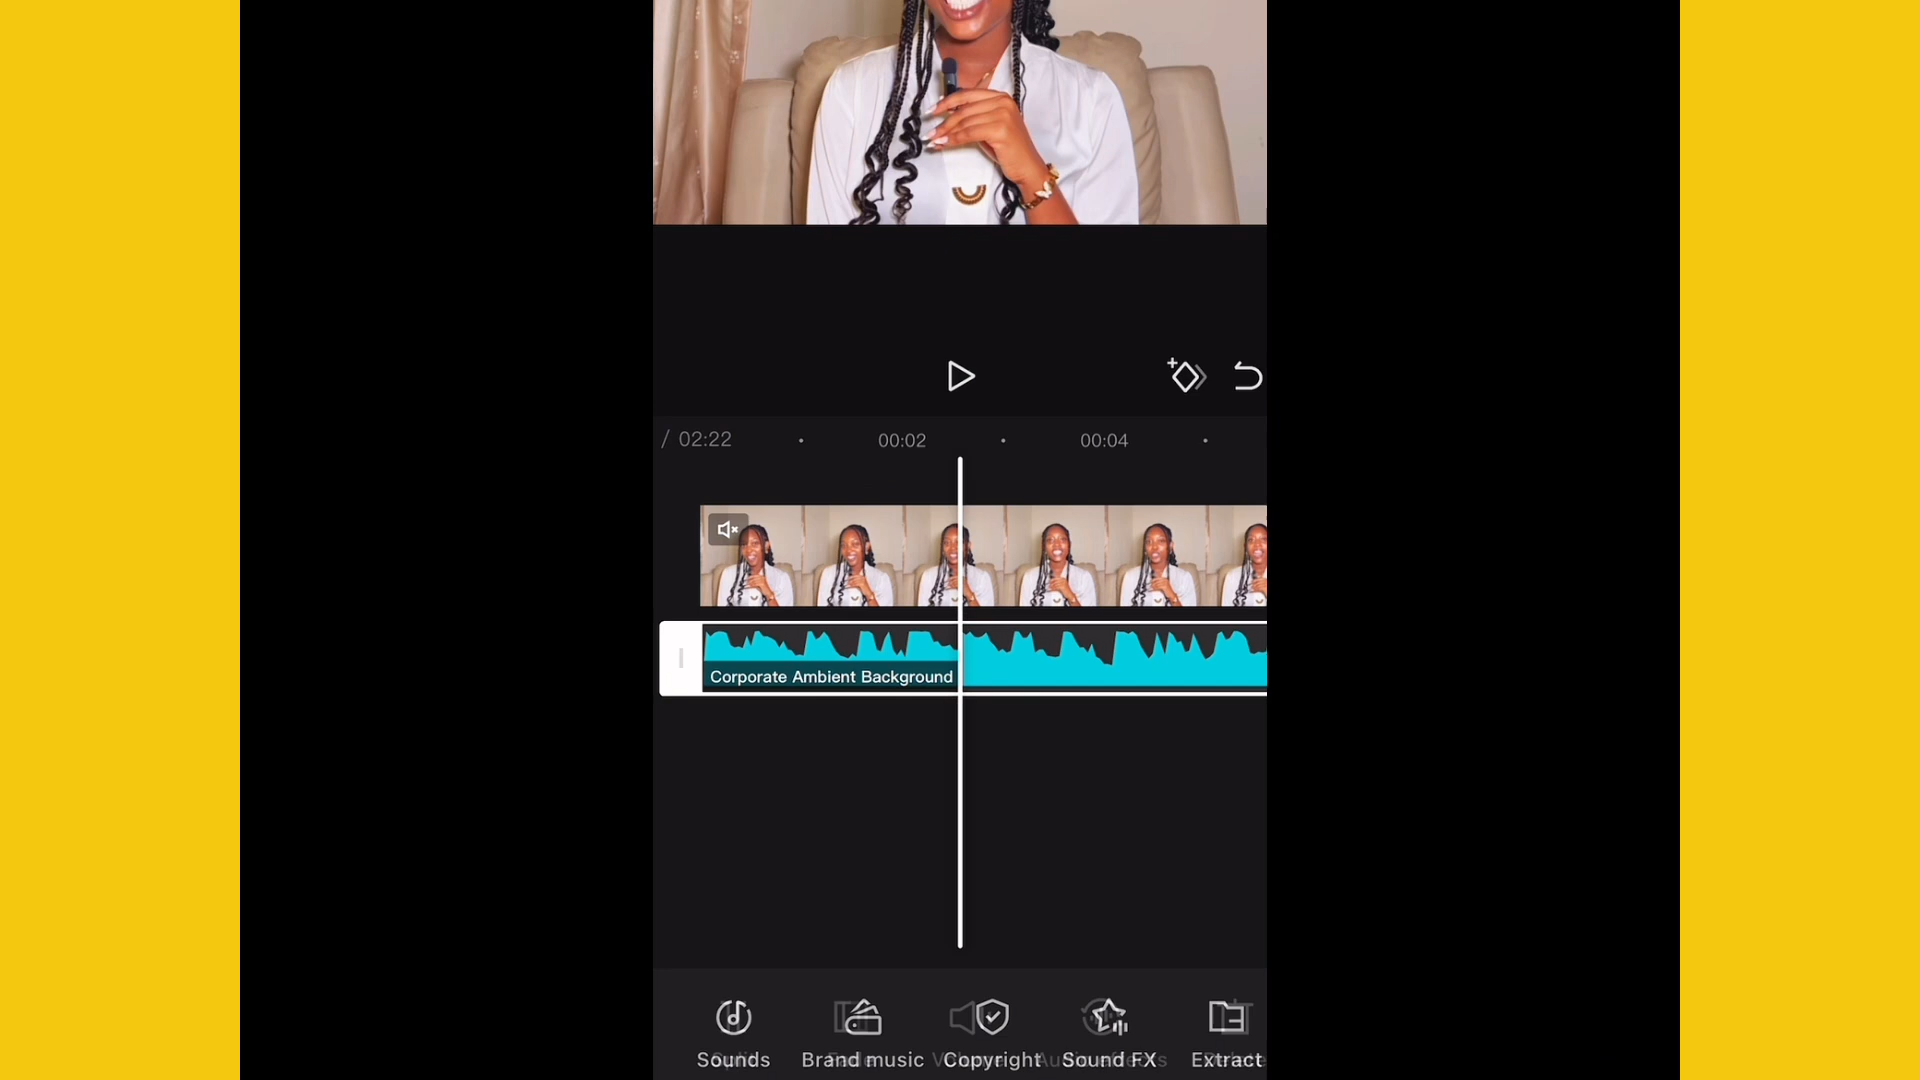 / 02:22
00:02
00:04
Corporate Ambient Background
Sounds
Brand music
Copyright
Sound FX
Extract